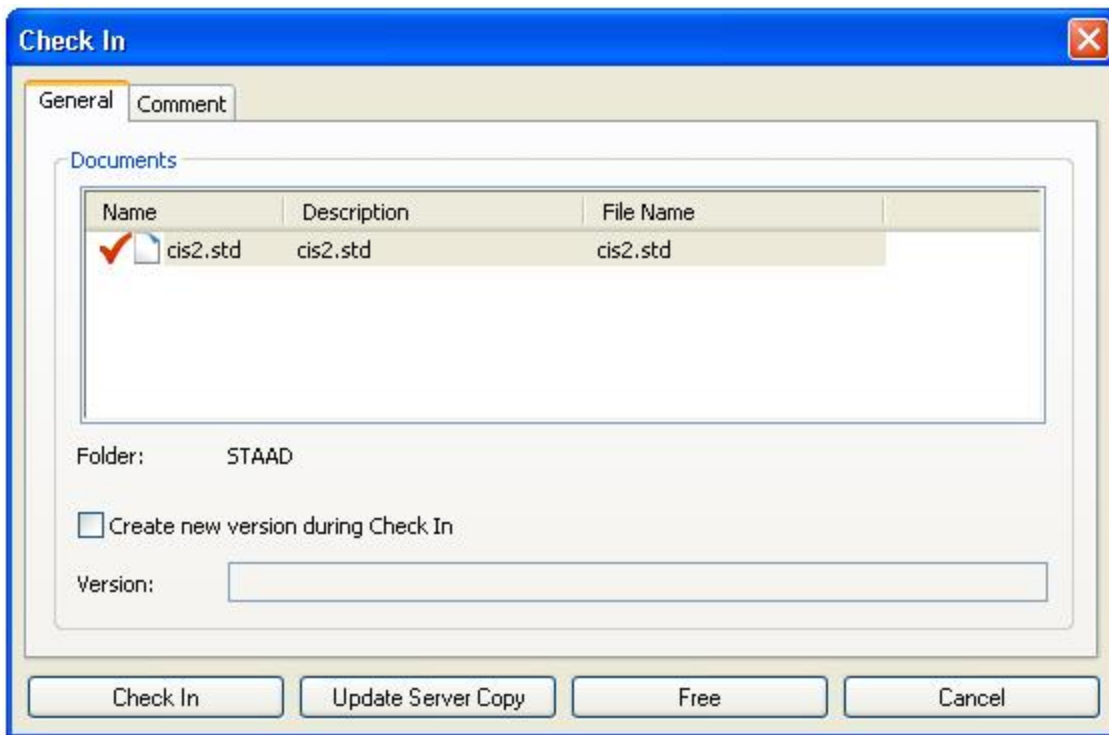 Check In
General Comment
Documents
Name Description File Name
cis2.std cis2.std cis2.std
Folder: STAAD
Create new version during Check In
Version:
Check In Update Server Copy Free Cancel